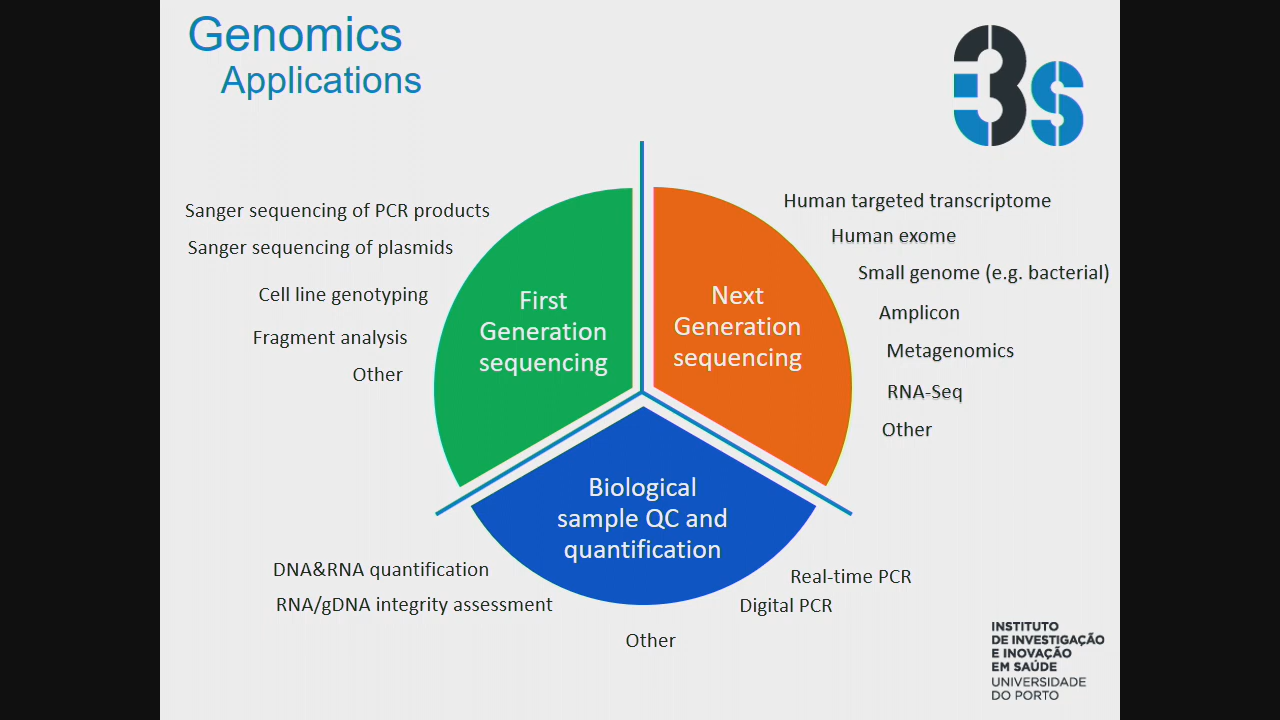 Genomics
Applications
3s
Sanger sequencing of PCR products
Sanger sequencing of plasmids
Cell line genotyping
Fragment analysis
Other
First
Generation
sequencing
Next
Generation
sequencing
Human targeted transcriptome
Human exome
Small genome (e.g. bacterial)
Amplicon
Metagenomics
RNA-Seq
Other
Biological
sample QC and
quantification
DNA&RNA quantification
RNA/gDNA integrity assessment
Other
Real-time PCR
Digital PCR
INSTITUTO
DE INVESTIGAÇÃO
E INOVAÇÃO
EM SAÚDE
UNIVERSIDADE
DO PORTO